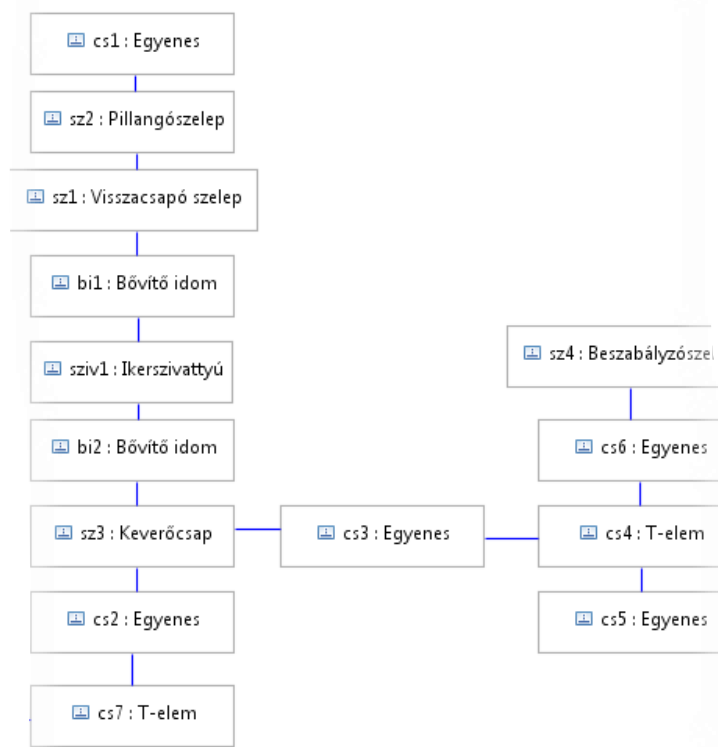 cs1 : Egyenes
sz2 : Pillangószelep
sz1 : Visszacsapó szelep
bi1 : Bővítő idom
sziv1 : Ikerszivattyú
bi2 : Bővítő idom
sz3 : Keverőcsap
cs2 : Egyenes
cs7 : T-elem
cs3 : Egyenes
sz4 : Beszabályzószel
cs6 : Egyenes
cs4 : T-elem
cs5 : Egyenes